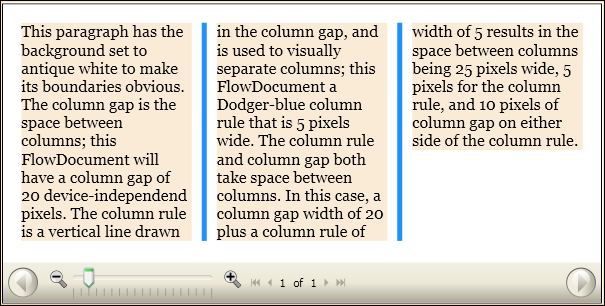 This paragraph has the
background set to
antique white to make
its boundaries obvious.
The column gap is the
space between
columns; this
FlowDocument will
have a column gap of
20 device-independend
pixels. The column rule
is a vertical line drawn
in the column gap, and
is used to visually
separate columns; this
FlowDocument a
Dodger-blue column
rule that is 5 pixels
wide. The column rule
and column gap both
take space between
columns. In this case, a
column gap width of 20
plus a column rule of
width of 5 results in the
space between columns
being 25 pixels wide, 5
pixels for the column
rule, and 10 pixels of
column gap on either
side of the column rule.
1 of 1